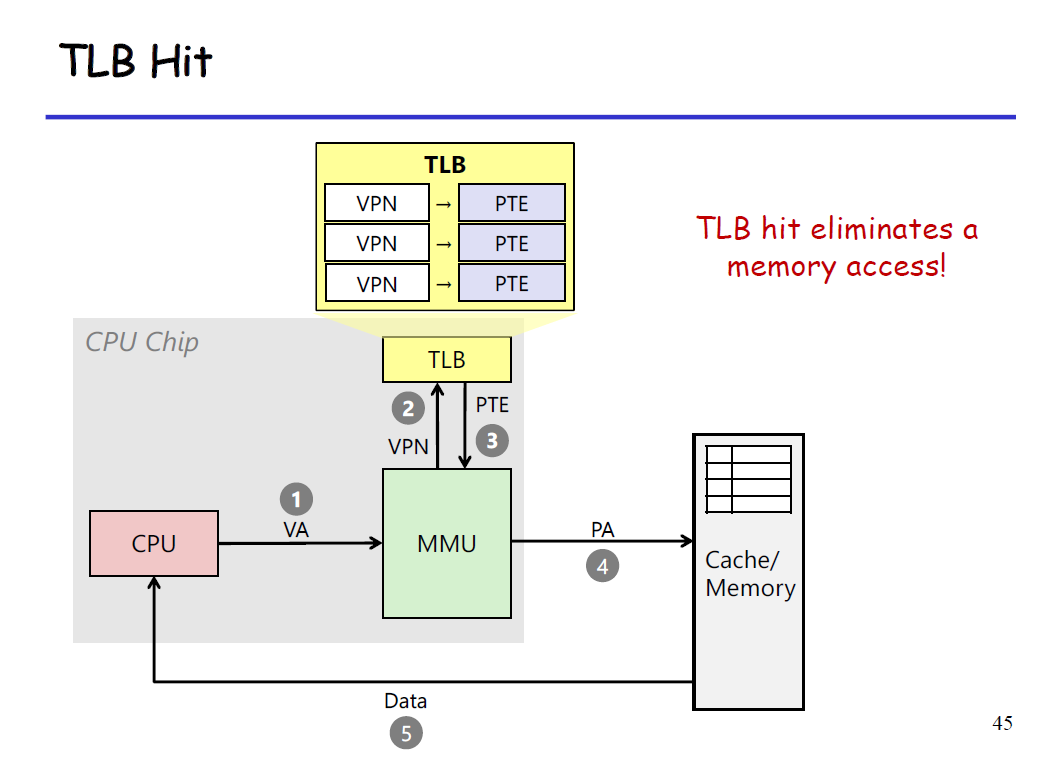 TLB Hit
TLB
VPN → PTE
VPN → PTE
VPN → PTE
TLB hit eliminates a
memory access!
CPU Chip
TLB
2
PTE
VPN
3
1
VA
CPU
MMU
PA
4
Cache/
Memory
Data
5
45